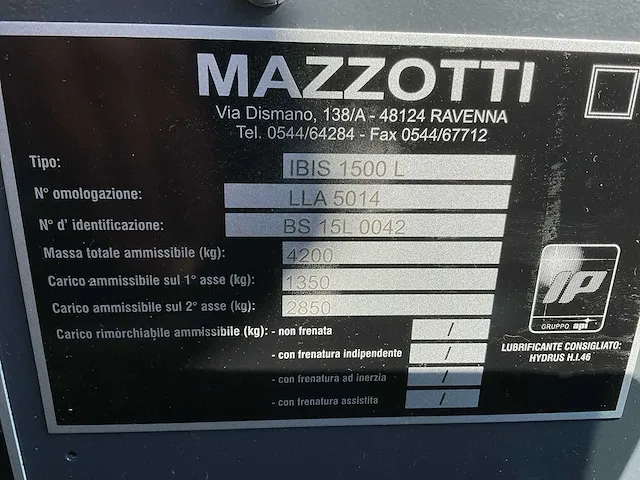 MAZZOTTI
Via Dismano, 138/A - 48124 RAVENNA
Tel. 0544/64284 - Fax 0544/67712
Tipo: IBIS 1500 L
N° omologazione: LLA 5014
N° d' identificazione: BS 15L 0042
Massa totale ammissibile (kg): 4200
Carico ammissibile sul 1° asse (kg): 1350
Carico ammissibile sul 2° asse (kg): 2850
Carico rimorchiabile ammissibile (kg): - non frenata /
- con frenatura indipendente /
- con frenatura ad inerzia /
- con frenatura assistita /
IP
GRUPPO api
LUBRIFICANTE CONSIGLIATO:
HYDRUS H.I.46